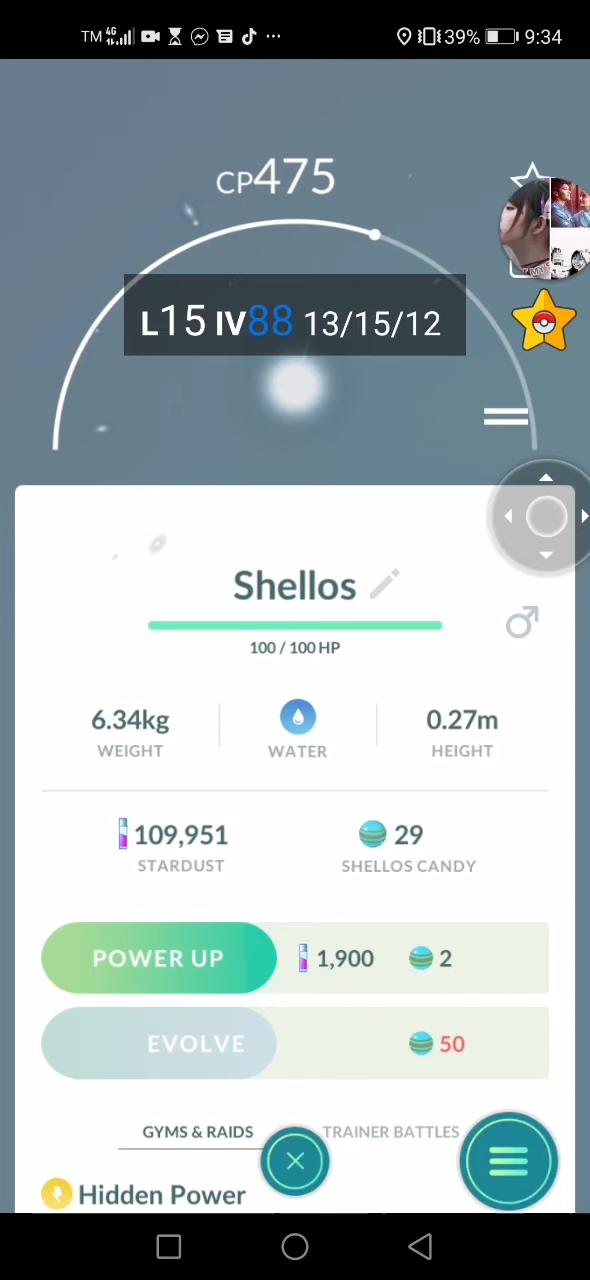 TM 4G 39% 9:34
CP475
L15 IV88 13/15/12
Shellos
100 / 100 HP
6.34kg 0.27m
WEIGHT WATER HEIGHT
109,951 29
STARDUST SHELLOS CANDY
POWER UP 1,900 2
EVOLVE 50
GYMS & RAIDS TRAINER BATTLES
Hidden Power